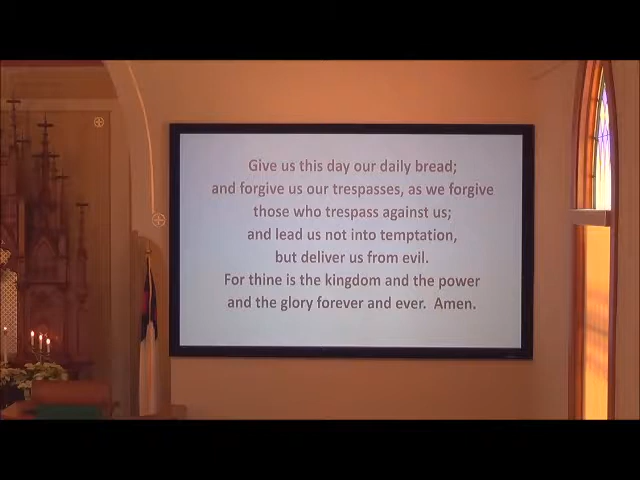 Give us this day our daily bread;
and forgive us our trespasses, as we forgive
those who trespass against us;
and lead us not into temptation,
but deliver us from evil.
For thine is the kingdom and the power
and the glory forever and ever.  Amen.